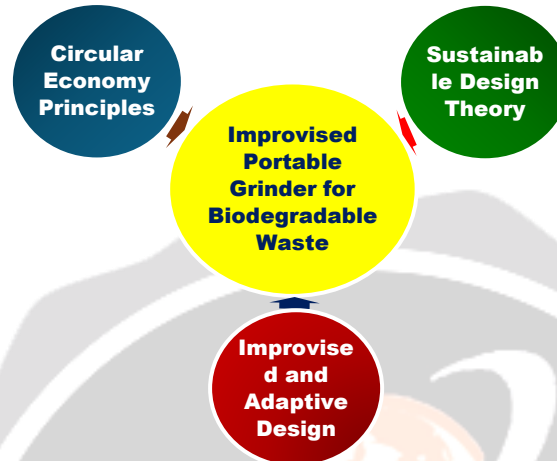 Circular
Economy
Principles
Sustainab
le Design
Theory
Improvised
Portable
Grinder for
Biodegradable
Waste
Improvise
d and
Adaptive
Design